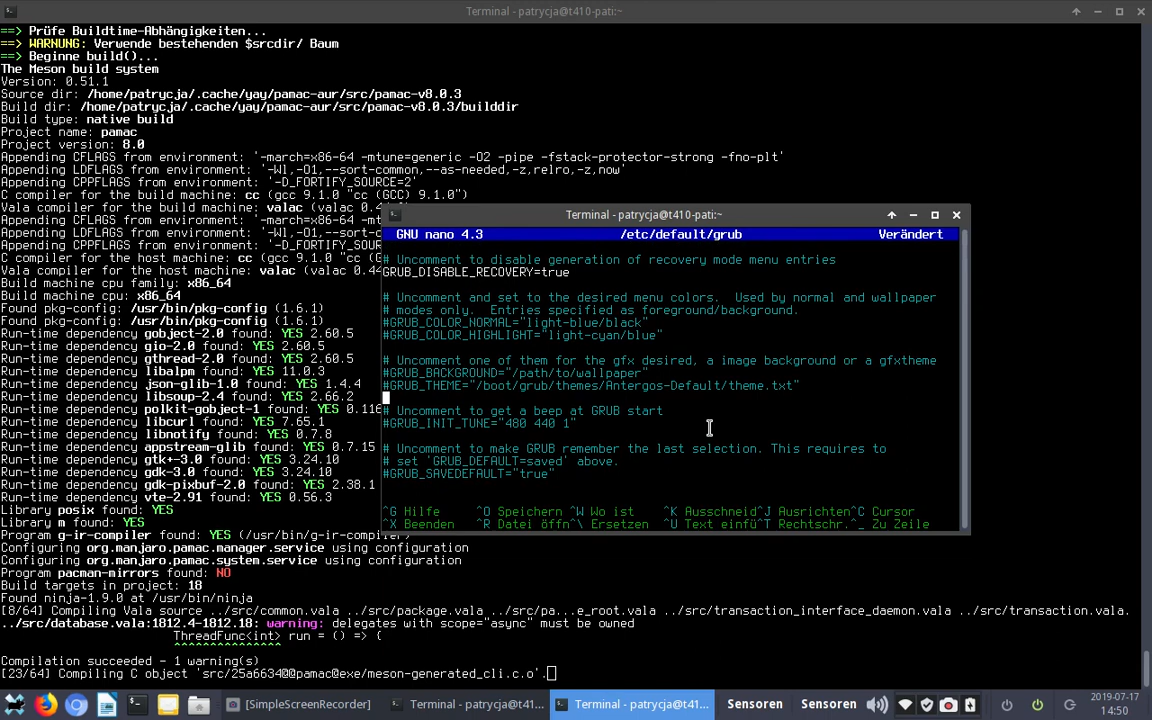 Terminal - patrycja@t410-pati:~
==> Prüfe Buildtime-Abhängigkeiten...
==> WARNUNG: Verwende bestehenden $srcdir/ Baum
==> Beginne build()...
The Meson build system
Version: 0.51.1
Source dir: /home/patrycja/.cache/yay/pamac-aur/src/pamac-v8.0.3
Build dir: /home/patrycja/.cache/yay/pamac-aur/src/pamac-v8.0.3/builddir
Build type: native build
Project name: pamac
Project version: 8.0
Appending CFLAGS from environment: '-march=x86-64 -mtune=generic -O2 -pipe -fstack-protector-strong -fno-plt'
Appending LDFLAGS from environment: '-Wl,-O1,--sort-common,--as-needed,-z,relro,-z,now'
Appending CPPFLAGS from environment: '-D_FORTIFY_SOURCE=2'
C compiler for the build machine: cc (gcc 9.1.0 "cc (GCC) 9.1.0")
Vala compiler for the build machine: valac (valac 0.4
Appending CFLAGS from environment: '-march=x86-64 -mt
Appending LDFLAGS from environment: '-Wl,-O1,--sort-c
Appending CPPFLAGS from environment: '-D_FORTIFY_SOUR
C compiler for the host machine: cc (gcc 9.1.0 "cc (G
Vala compiler for the host machine: valac (valac 0.44
Build machine cpu family: x86_64
Build machine cpu: x86_64
Found pkg-config: /usr/bin/pkg-config (1.6.1)
Found pkg-config: /usr/bin/pkg-config (1.6.1)
Run-time dependency gobject-2.0 found: YES 2.60.5
Run-time dependency gio-2.0 found: YES 2.60.5
Run-time dependency gthread-2.0 found: YES 2.60.5
Run-time dependency libalpm found: YES 11.0.3
Run-time dependency json-glib-1.0 found: YES 1.4.4
Run-time dependency libsoup-2.4 found: YES 2.66.2
Run-time dependency polkit-gobject-1 found: YES 0.116
Run-time dependency libcurl found: YES 7.65.1
Run-time dependency libnotify found: YES 0.7.8
Run-time dependency appstream-glib found: YES 0.7.15
Run-time dependency gtk+-3.0 found: YES 3.24.10
Run-time dependency gdk-3.0 found: YES 3.24.10
Run-time dependency gdk-pixbuf-2.0 found: YES 2.38.1
Run-time dependency vte-2.91 found: YES 0.56.3
Library posix found: YES
Library m found: YES
Program g-ir-compiler found: YES (/usr/bin/g-ir-compiler)
Configuring org.manjaro.pamac.manager.service using configuration
Configuring org.manjaro.pamac.system.service using configuration
Program pacman-mirrors found: NO
Build targets in project: 18
Found ninja-1.9.0 at /usr/bin/ninja
[8/64] Compiling Vala source ../src/common.vala ../src/package.vala ../src/pa...e_root.vala ../src/transaction_interface_daemon.vala ../src/transaction.vala.
../src/database.vala:1812.4-1812.18: warning: delegates with scope="async" must be owned
ThreadFunc<int> run = () => {
^^^^^^^^^^^^^^^
Compilation succeeded - 1 warning(s)
[23/64] Compiling C object 'src/25a6634@@pamac@exe/meson-generated_cli.c.o'.
Terminal - patrycja@t410-pati:~
GNU nano 4.3 /etc/default/grub Verändert
# Uncomment to disable generation of recovery mode menu entries
GRUB_DISABLE_RECOVERY=true
# Uncomment and set to the desired menu colors.  Used by normal and wallpaper
# modes only.  Entries specified as foreground/background.
#GRUB_COLOR_NORMAL="light-blue/black"
#GRUB_COLOR_HIGHLIGHT="light-cyan/blue"
# Uncomment one of them for the gfx desired, a image background or a gfxtheme
#GRUB_BACKGROUND="/path/to/wallpaper"
#GRUB_THEME="/boot/grub/themes/Antergos-Default/theme.txt"
# Uncomment to get a beep at GRUB start
#GRUB_INIT_TUNE="480 440 1"
# Uncomment to make GRUB remember the last selection. This requires to
# set 'GRUB_DEFAULT=saved' above.
#GRUB_SAVEDEFAULT="true"
^G Hilfe ^O Speichern ^W Wo ist ^K Ausschneid^J Ausrichten^C Cursor
^X Beenden ^R Datei öffn^\ Ersetzen ^U Text einfü^T Rechtschr.^_ Zu Zeile
[SimpleScreenRecorder] Terminal - patrycja@t41... Terminal - patrycja@t41... Sensoren Sensoren 2019-07-17
14:50